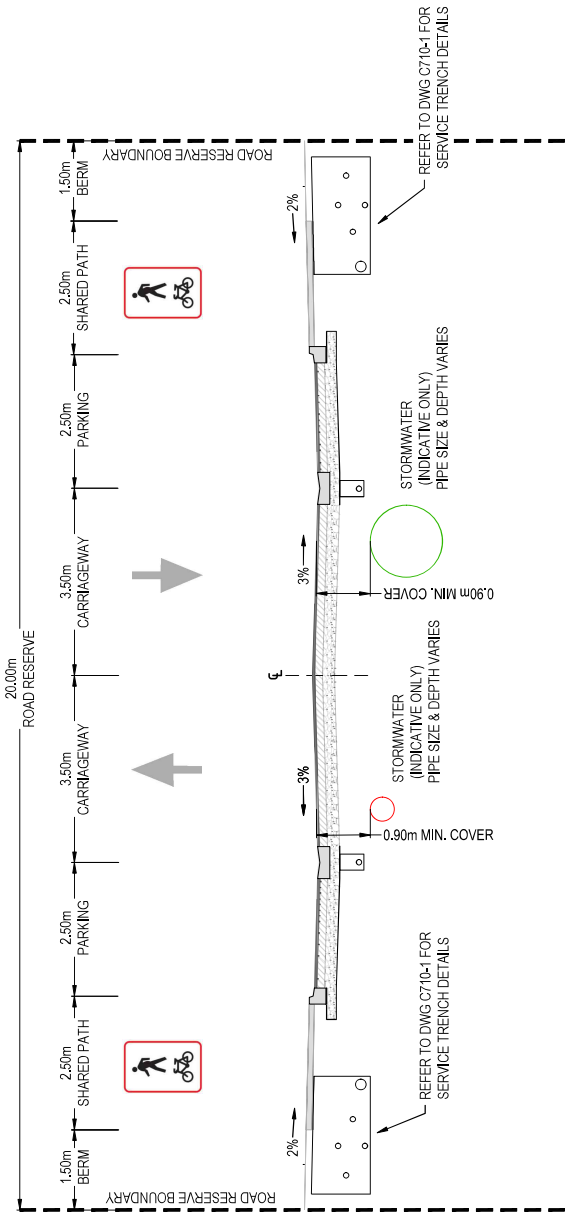 20.00m
ROAD RESERVE
1.50m
BERM
2.50m
SHARED PATH
2.50m
PARKING
3.50m
CARRIAGEWAY
3.50m
CARRIAGEWAY
2.50m
PARKING
2.50m
SHARED PATH
1.50m
BERM
ROAD RESERVE BOUNDARY
ROAD RESERVE BOUNDARY
2%
3%
℄
3%
2%
0.90m MIN. COVER
0.90m MIN. COVER
STORMWATER
(INDICATIVE ONLY)
PIPE SIZE & DEPTH VARIES
STORMWATER
(INDICATIVE ONLY)
PIPE SIZE & DEPTH VARIES
REFER TO DWG C710-1 FOR
SERVICE TRENCH DETAILS
REFER TO DWG C710-1 FOR
SERVICE TRENCH DETAILS